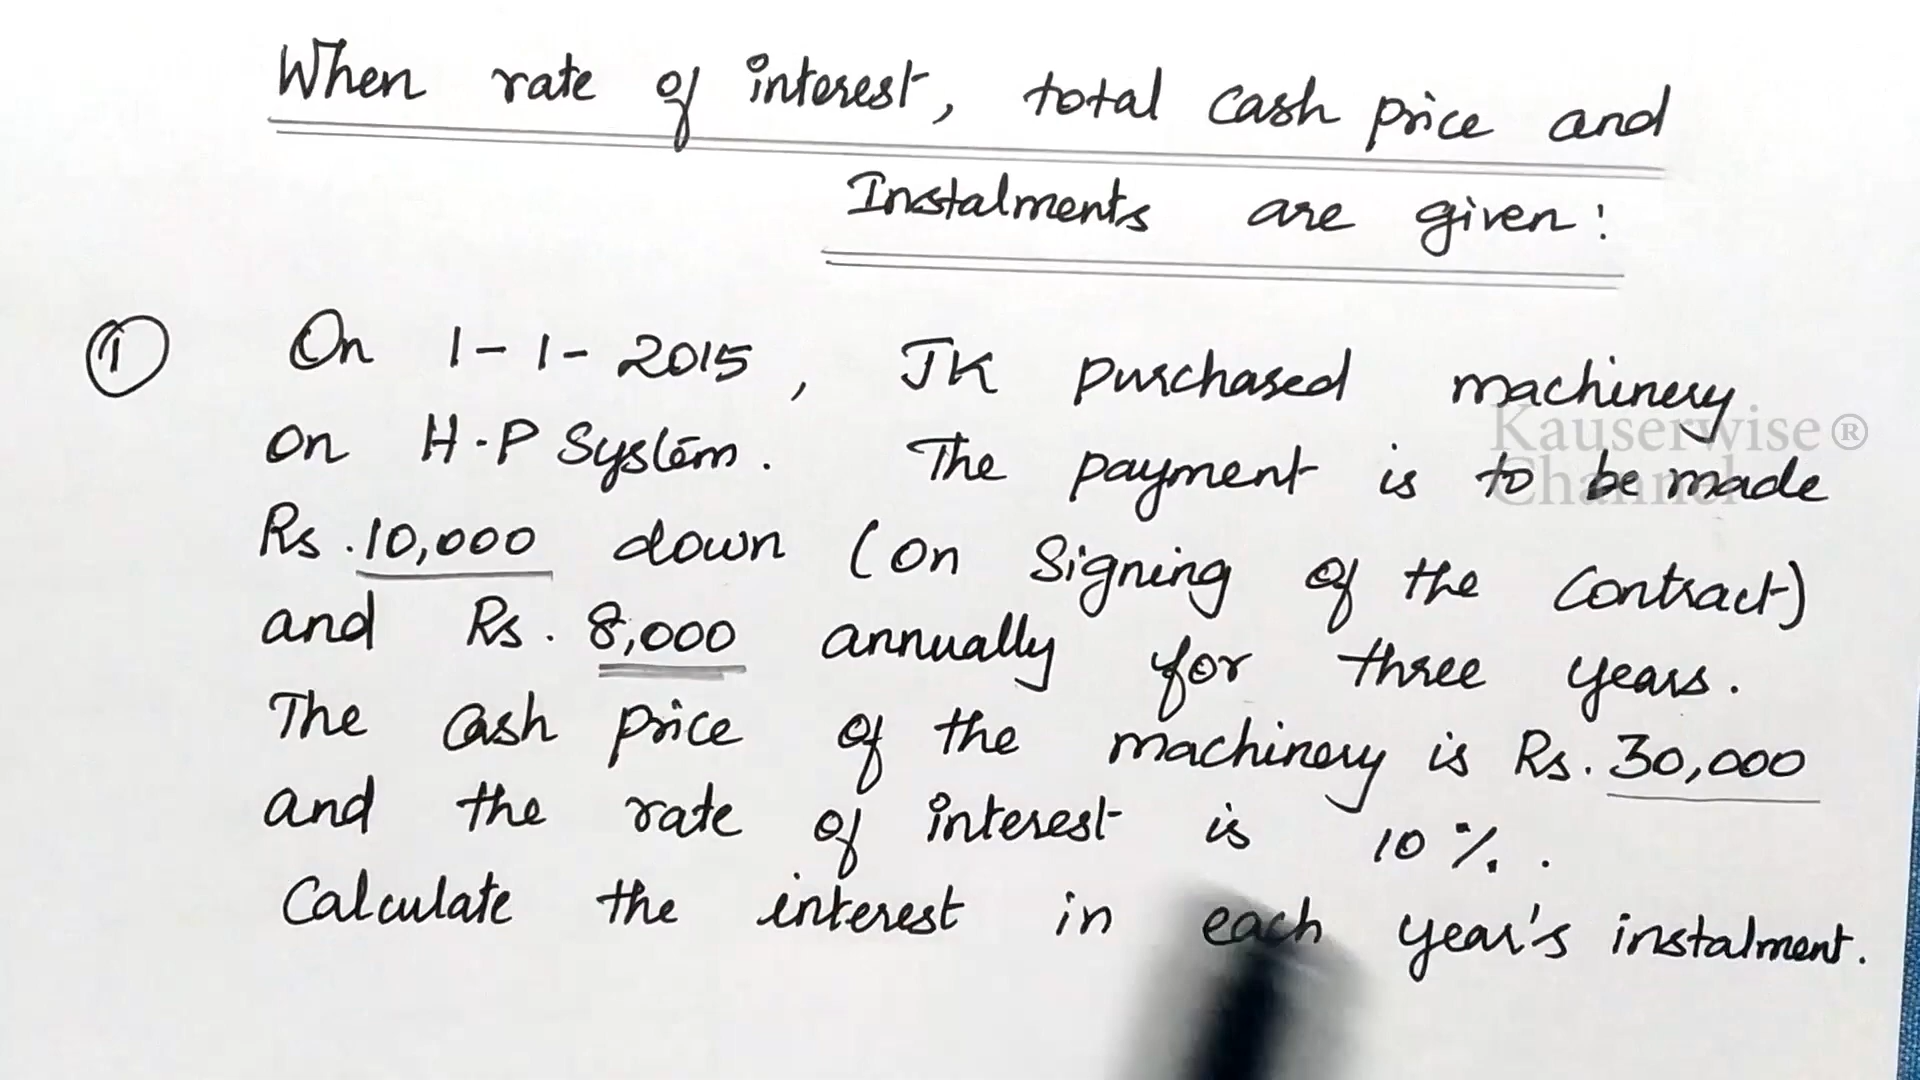 When rate of interest, total cash price and
Instalments are given:
① On 1-1-2015, JK purchased machinery
on H.P System. The payment is to be made
Rs. 10,000 down (on signing of the contract)
and Rs. 8,000 annually for three years.
The cash price of the machinery is Rs. 30,000
and the rate of interest is 10%.
Calculate the interest in each year's instalment.
Kauserwise®
Channel